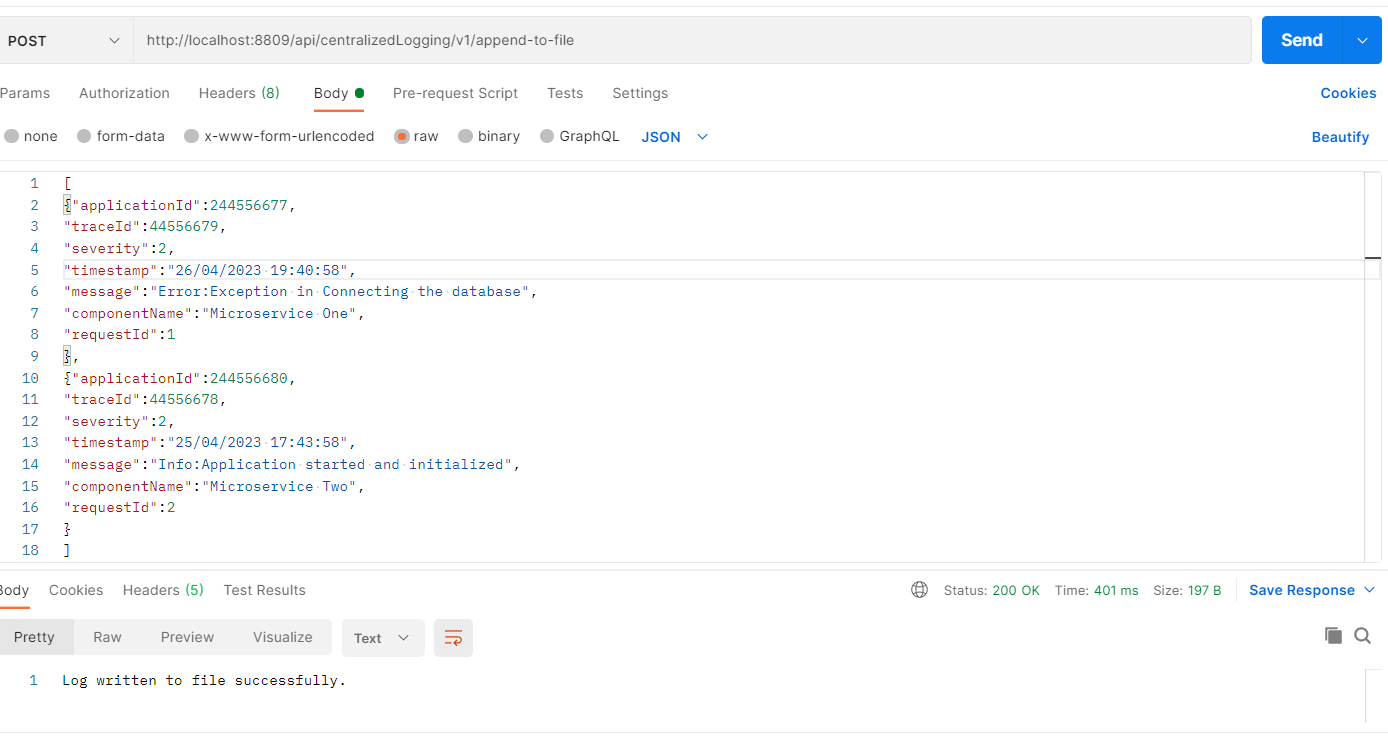 POST http://localhost:8809/api/centralizedLogging/v1/append-to-file Send
Params Authorization Headers (8) Body Pre-request Script Tests Settings Cookies
none form-data x-www-form-urlencoded raw binary GraphQL JSON Beautify
1 [
2 {"applicationId":244556677,
3 "traceId":44556679,
4 "severity":2,
5 "timestamp":"26/04/2023 19:40:58",
6 "message":"Error:Exception in Connecting the database",
7 "componentName":"Microservice One",
8 "requestId":1
9 },
10 {"applicationId":244556680,
11 "traceId":44556678,
12 "severity":2,
13 "timestamp":"25/04/2023 17:43:58",
14 "message":"Info:Application started and initialized",
15 "componentName":"Microservice Two",
16 "requestId":2
17 }
18 ]
Body Cookies Headers (5) Test Results Status: 200 OK Time: 401 ms Size: 197 B Save Response
Pretty Raw Preview Visualize Text
1 Log written to file successfully.